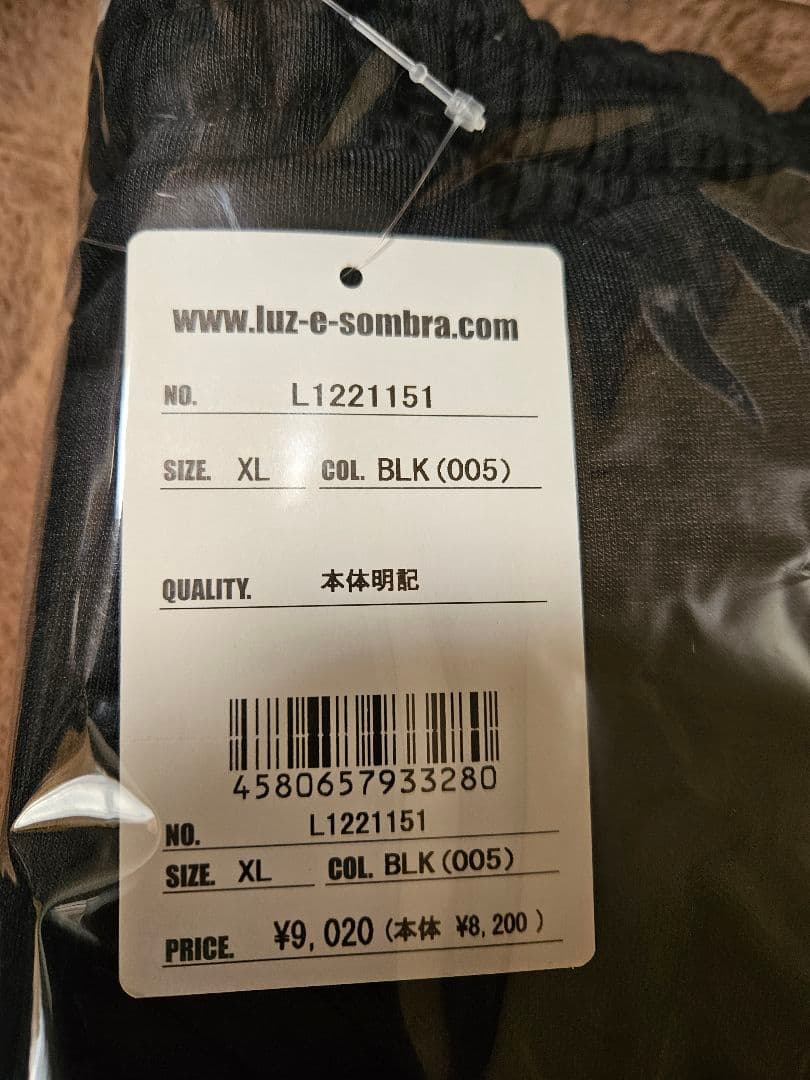 www.luz-e-sombra.com
NO. L1221151
SIZE. XL COL. BLK(005)
QUALITY. 本体明記
4580657933280
NO. L1221151
SIZE. XL COL. BLK(005)
PRICE. ¥9,020 (本体 ¥8,200 )